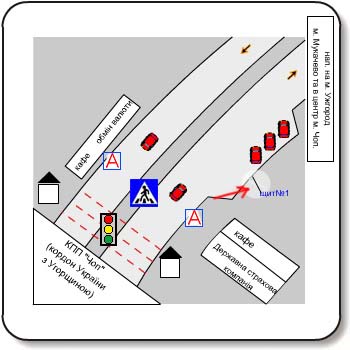 нап. на м. Ужгород
м. Мукачево та в центр м. Чоп.
обмін валюти
кафе
А
А
щит№1
кафе
Державна страхова
компанія
КПП "Чоп"
(кордон України
з Угорщиною)